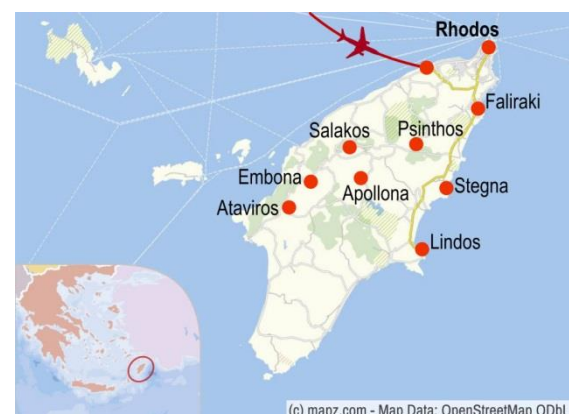 Rhodos
Faliraki
Salakos
Psinthos
Embona
Apollona
Stegna
Ataviros
Lindos
(c) mapz.com - Map Data: OpenStreetMap ODbL